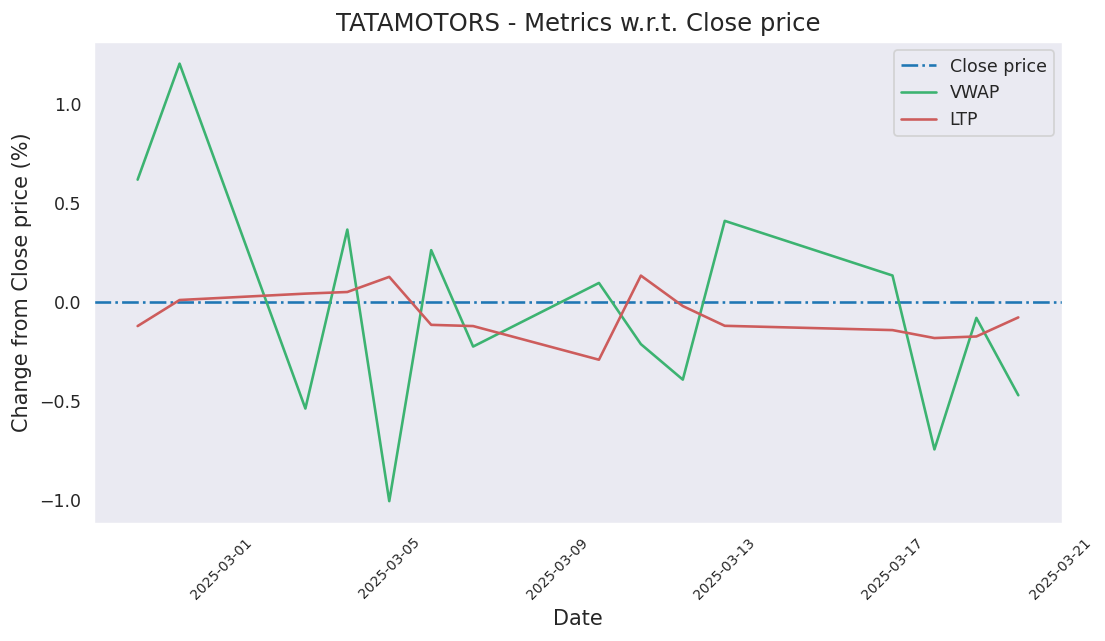 TATAMOTORS - Metrics w.r.t. Close price
Close price
VWAP
LTP
Change from Close price (%)
1.0
0.5
0.0
−0.5
−1.0
2025-03-01
2025-03-05
2025-03-09
2025-03-13
2025-03-17
2025-03-21
Date